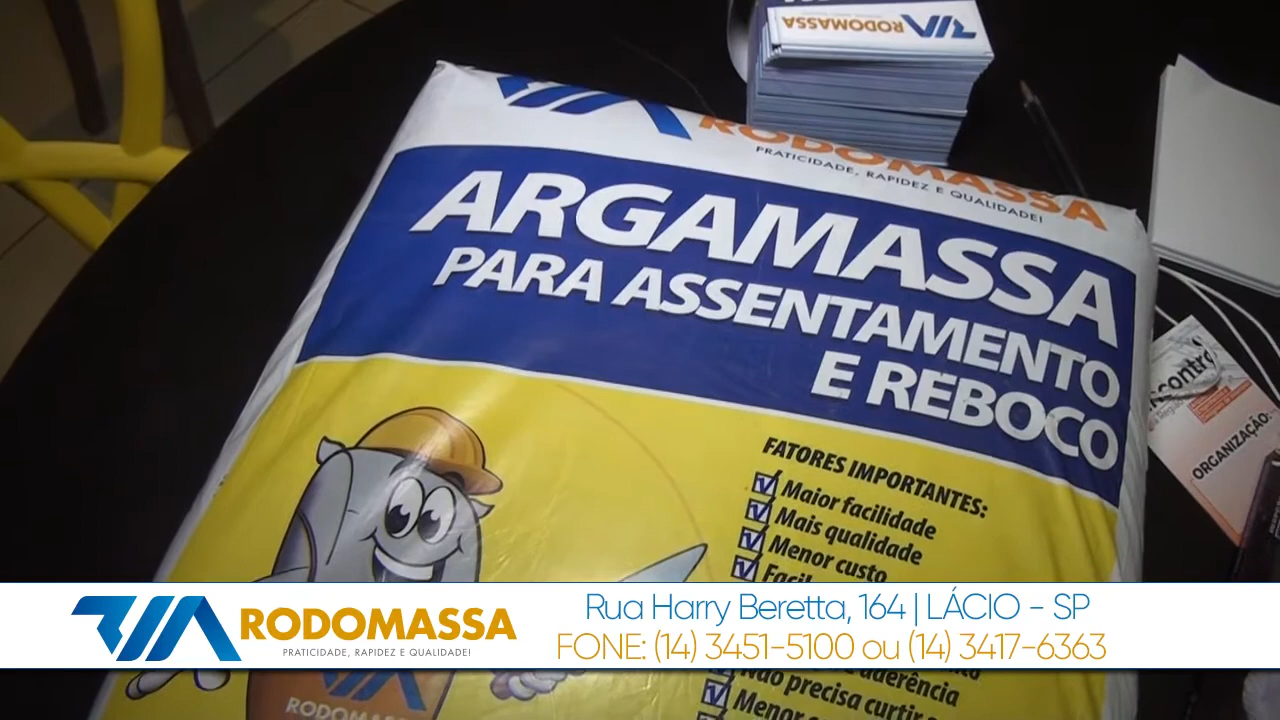 RODOMASSA
RODOMASSA
PRATICIDADE, RAPIDEZ E QUALIDADE!
ARGAMASSA
PARA ASSENTAMENTO
E REBOCO
FATORES IMPORTANTES:
Maior facilidade
Mais qualidade
Menor custo
ORGANIZAÇÃO:
RODOMASSA
PRATICIDADE, RAPIDEZ E QUALIDADE!
Rua Harry Beretta, 164 | LÁCIO - SP
FONE: (14) 3451-5100 ou (14) 3417-6363
aderência
Não precisa curtir
Menor
RODOMASSA